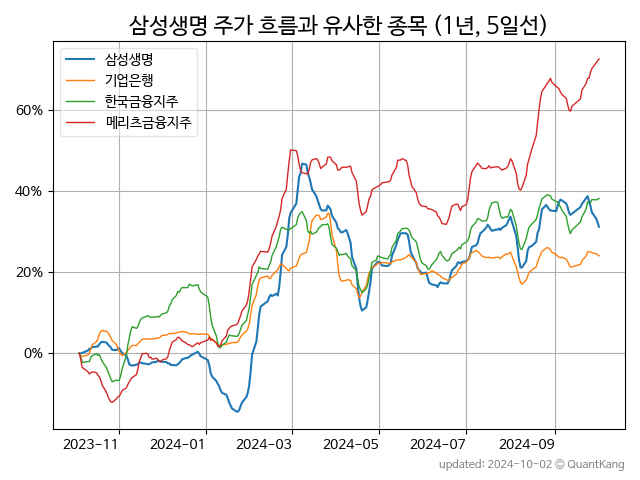 삼성생명 주가 흐름과 유사한 종목 (1년, 5일선)
삼성생명
기업은행
한국금융지주
메리츠금융지주
60%
40%
20%
0%
2023-11 2024-01 2024-03 2024-05 2024-07 2024-09
updated: 2024-10-02 © QuantKang